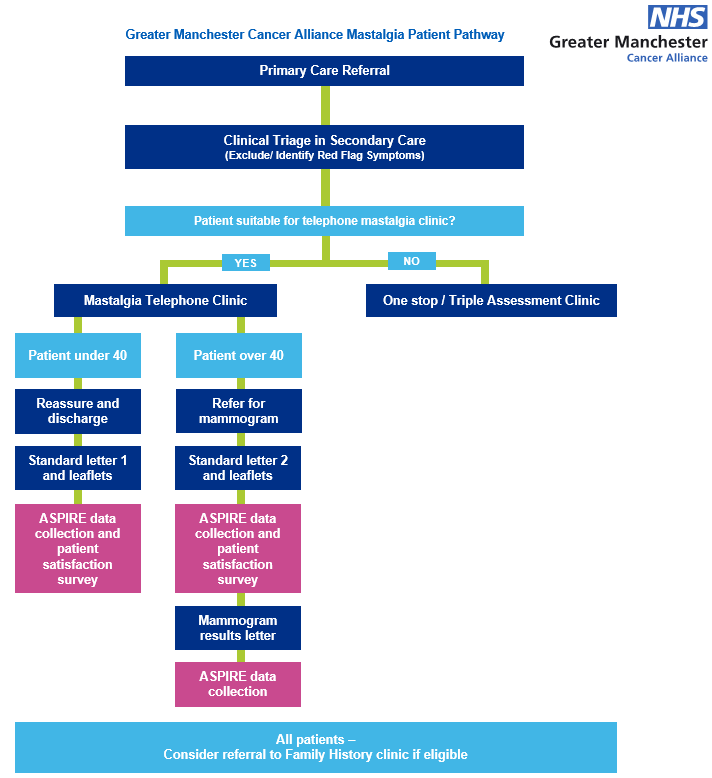 NHS
Greater Manchester
Cancer Alliance
Greater Manchester Cancer Alliance Mastalgia Patient Pathway
Primary Care Referral
Clinical Triage in Secondary Care
(Exclude/ Identify Red Flag Symptoms)
Patient suitable for telephone mastalgia clinic?
YES
NO
Mastalgia Telephone Clinic
One stop / Triple Assessment Clinic
Patient under 40
Reassure and
discharge
Standard letter 1
and leaflets
ASPIRE data
collection and
patient
satisfaction
survey
Patient over 40
Refer for
mammogram
Standard letter 2
and leaflets
ASPIRE data
collection and
patient
satisfaction
survey
Mammogram
results letter
ASPIRE data
collection
All patients –
Consider referral to Family History clinic if eligible